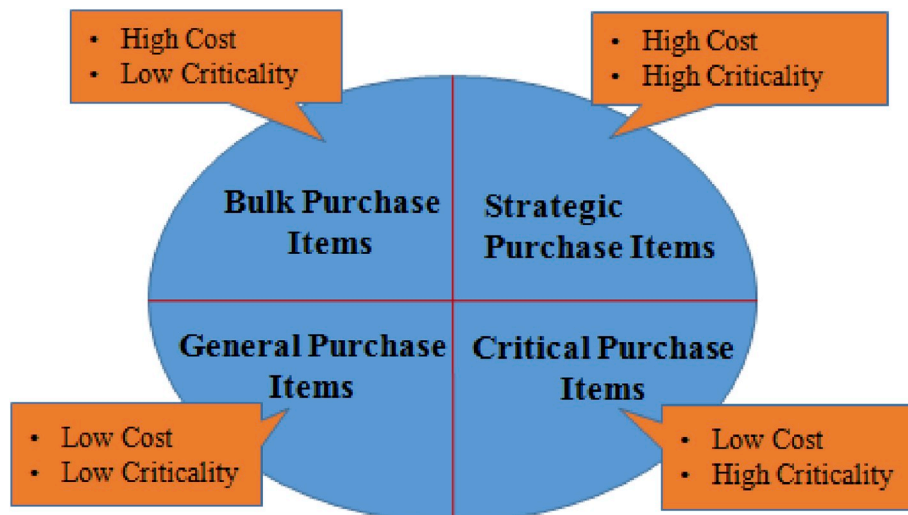 • High Cost
• Low Criticality
• High Cost
• High Criticality
Bulk Purchase
Items
Strategic
Purchase Items
General Purchase
Items
Critical Purchase
Items
• Low Cost
• Low Criticality
• Low Cost
• High Criticality